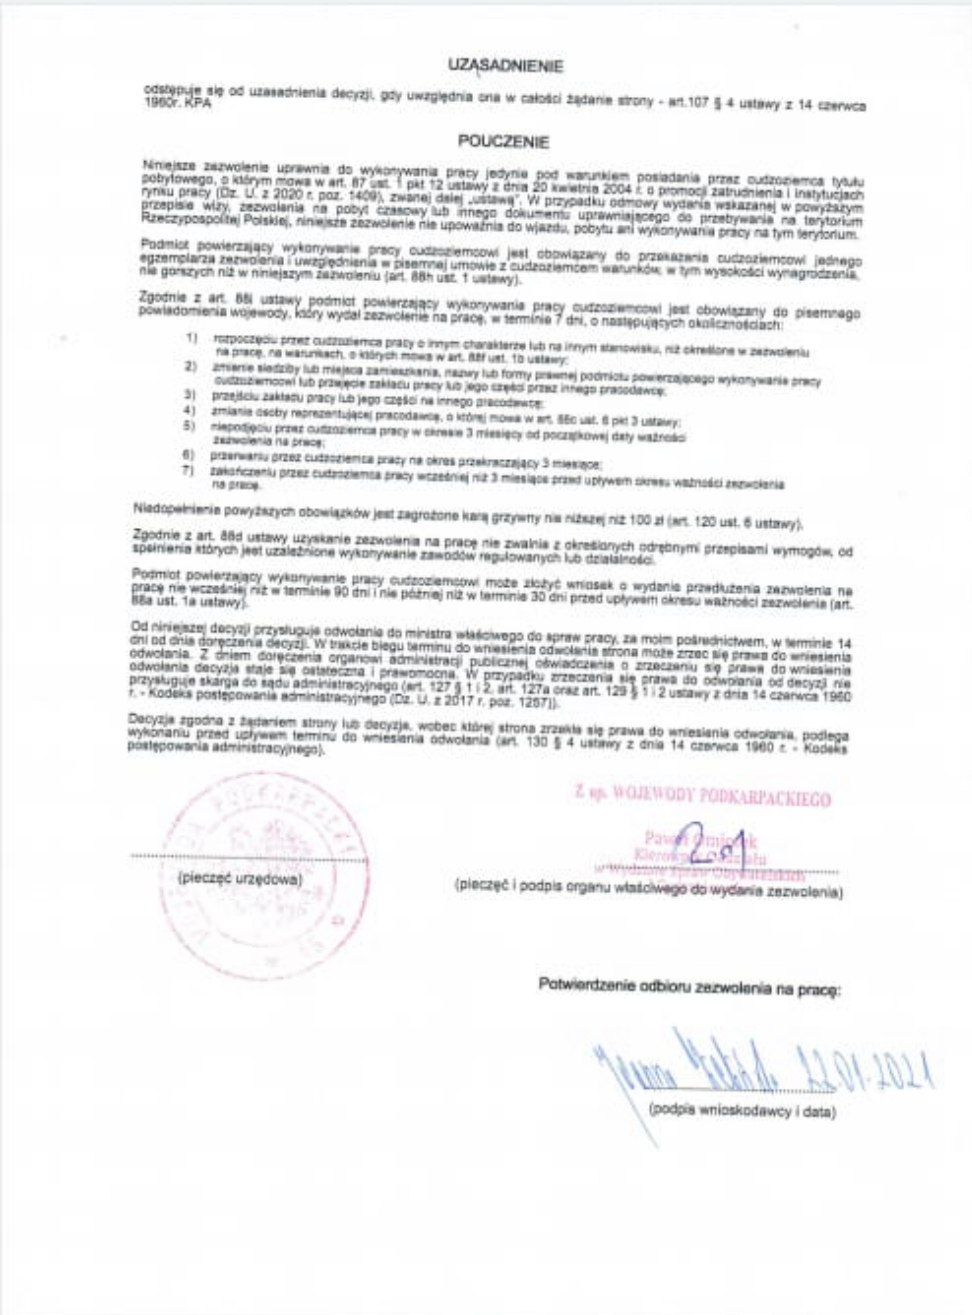 UZASADNIENIE
odstępuje się od uzasadnienia decyzji, gdy uwzględnia ona w całości żądanie strony - art.107 § 4 ustawy z 14 czerwca
1960r. KPA
POUCZENIE
Niniejsze zezwolenie uprawnia do wykonywania pracy jedynie pod warunkiem posiadania przez cudzoziemca tytułu
pobytowego, o którym mowa w art. 87 ust. 1 pkt 12 ustawy z dnia 20 kwietnia 2004 r. o promocji zatrudnienia i instytucjach
rynku pracy (Dz. U. z 2020 r. poz. 1409), zwanej dalej „ustawą". W przypadku odmowy wydania wskazanej w powyższym
przepisie wizy, zezwolenia na pobyt czasowy lub innego dokumentu uprawniającego do przebywania na terytorium
Rzeczypospolitej Polskiej, niniejsze zezwolenie nie upoważnia do wjazdu, pobytu ani wykonywania pracy na tym terytorium.
Podmiot powierzający wykonywanie pracy cudzoziemcowi jest obowiązany do przekazania cudzoziemcowi jednego
egzemplarza zezwolenia i uwzględnienia w pisemnej umowie z cudzoziemcem warunków, w tym wysokości wynagrodzenia,
nie gorszych niż w niniejszym zezwoleniu (art. 88h ust. 1 ustawy).
Zgodnie z art. 88i ustawy podmiot powierzający wykonywanie pracy cudzoziemcowi jest obowiązany do pisemnego
powiadomienia wojewody, który wydał zezwolenie na pracę, w terminie 7 dni, o następujących okolicznościach:
1) rozpoczęciu przez cudzoziemca pracy o innym charakterze lub na innym stanowisku, niż określone w zezwoleniu
na pracę, na warunkach, o których mowa w art. 88f ust. 1b ustawy;
2) zmianie siedziby lub miejsca zamieszkania, nazwy lub formy prawnej podmiotu powierzającego wykonywanie pracy
cudzoziemcowi lub przejęcie zakładu pracy lub jego części przez innego pracodawcę;
3) przejściu zakładu pracy lub jego części na innego pracodawcę;
4) zmianie osoby reprezentującej pracodawcę, o której mowa w art. 88c ust. 6 pkt 3 ustawy;
5) niepodjęciu przez cudzoziemca pracy w okresie 3 miesięcy od początkowej daty ważności
zezwolenia na pracę;
6) przerwaniu przez cudzoziemca pracy na okres przekraczający 3 miesiące;
7) zakończeniu przez cudzoziemca pracy wcześniej niż 3 miesiące przed upływem okresu ważności zezwolenia
na pracę.
Niedopełnienie powyższych obowiązków jest zagrożone karą grzywny nie niższej niż 100 zł (art. 120 ust. 6 ustawy).
Zgodnie z art. 88d ustawy uzyskanie zezwolenia na pracę nie zwalnia z określonych odrębnymi przepisami wymogów, od
spełnienia których jest uzależnione wykonywanie zawodów regulowanych lub działalności.
Podmiot powierzający wykonywanie pracy cudzoziemcowi może złożyć wniosek o wydanie przedłużenia zezwolenia na
pracę nie wcześniej niż w terminie 90 dni i nie później niż w terminie 30 dni przed upływem okresu ważności zezwolenia (art.
88a ust. 1a ustawy).
Od niniejszej decyzji przysługuje odwołania do ministra właściwego do spraw pracy, za moim pośrednictwem, w terminie 14
dni od dnia doręczenia decyzji. W trakcie biegu terminu do wniesienia odwołania strona może zrzec się prawa do wniesienia
odwołania. Z dniem doręczenia organowi administracji publicznej oświadczenia o zrzeczeniu się prawa do wniesienia
odwołania decyzja staje się ostateczna i prawomocna. W przypadku zrzeczenia się prawa do odwołania od decyzji nie
przysługuje skarga do sądu administracyjnego (art. 127 § 1 i 2, art. 127a oraz art. 129 § 1 i 2 ustawy z dnia 14 czerwca 1960
r. - Kodeks postępowania administracyjnego (Dz. U. z 2017 r. poz. 1257)).
Decyzja zgodna z żądaniem strony lub decyzja, wobec której strona zrzekła się prawa do wniesienia odwołania, podlega
wykonaniu przed upływem terminu do wniesienia odwołania (art. 130 § 4 ustawy z dnia 14 czerwca 1960 r. - Kodeks
postępowania administracyjnego).
Z up. WOJEWODY PODKARPACKIEGO
Paweł
Kierownik Oddziału
w Wydziale Spraw Obywatelskich
(pieczęć urzędowa)
(pieczęć i podpis organu właściwego do wydania zezwolenia)
Potwierdzenie odbioru zezwolenia na pracę:
Joanna 22.01.2021
(podpis wnioskodawcy i data)